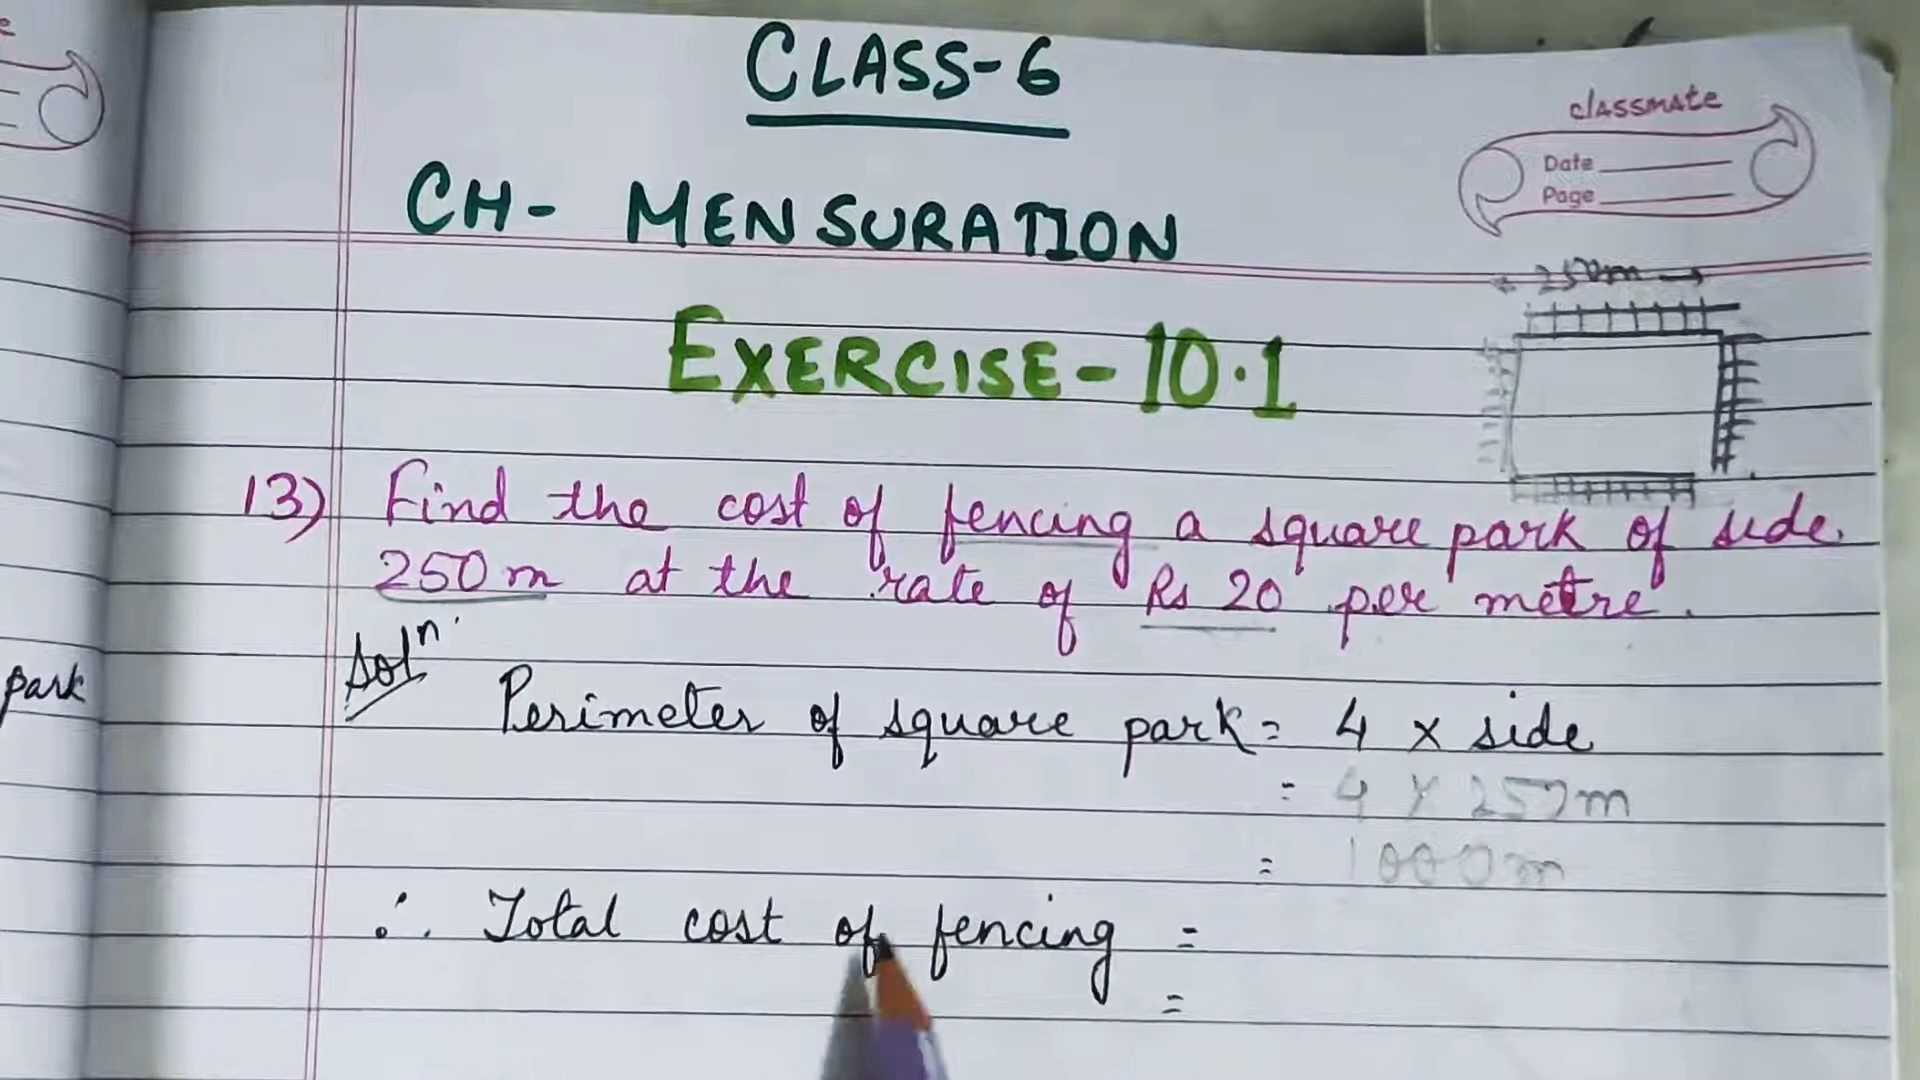 CLASS-6
classmate
Date
Page
CH- MENSURATION
250m
EXERCISE-10.1
13) Find the cost of fencing a square park of side
250m at the rate of Rs 20 per metre.
Solⁿ.
park
Perimeter of square park = 4 x side
= 4 x 250m
= 1000m
∴ Total cost of fencing =
=